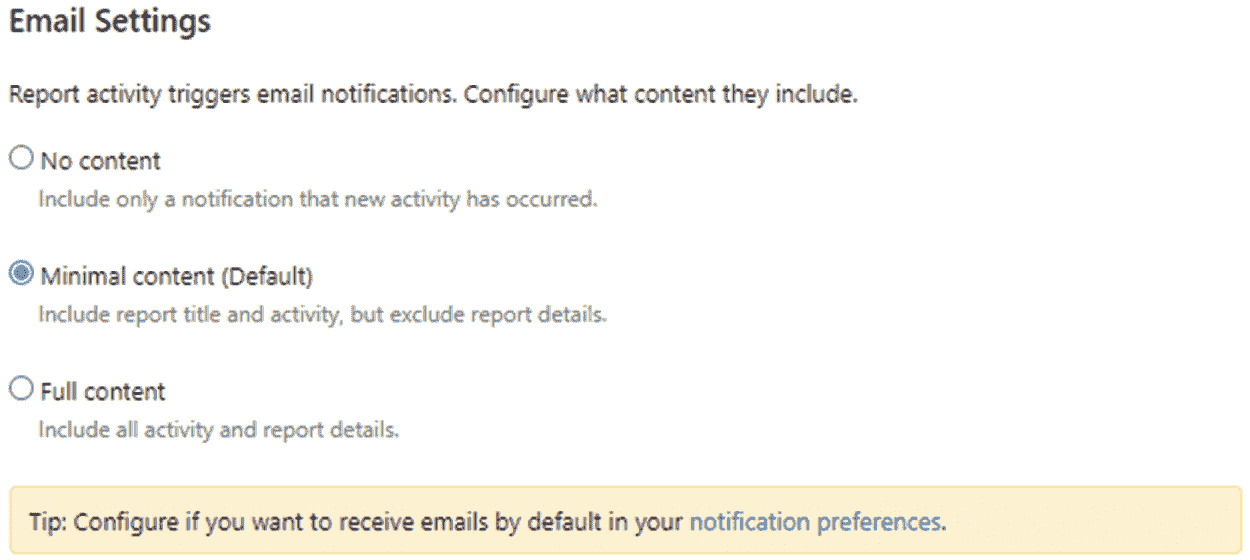 Email Settings
Report activity triggers email notifications. Configure what content they include.
No content
Include only a notification that new activity has occurred.
Minimal content (Default)
Include report title and activity, but exclude report details.
Full content
Include all activity and report details.
Tip: Configure if you want to receive emails by default in your notification preferences.